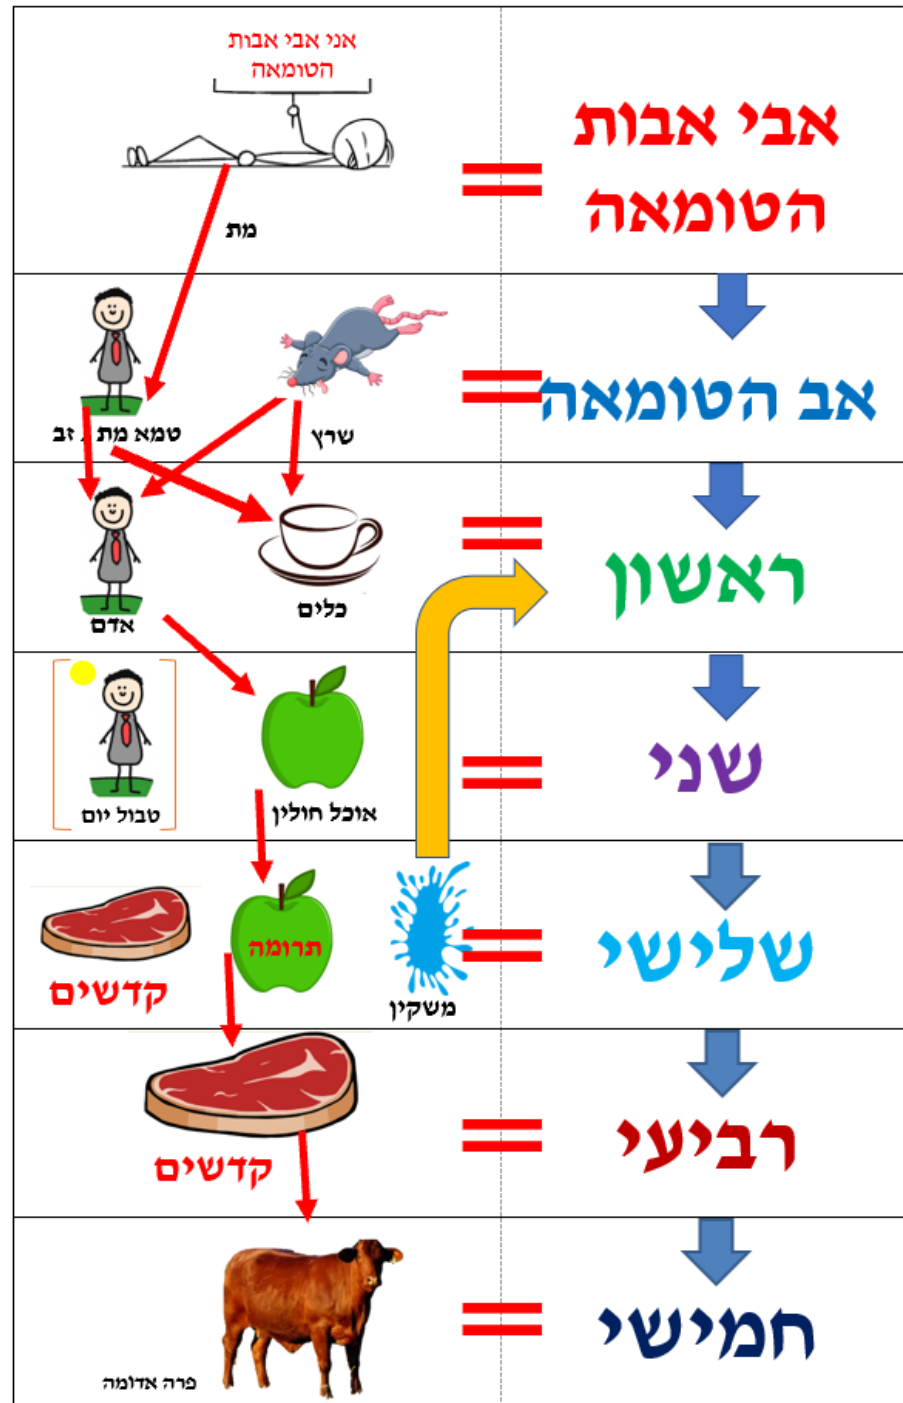 אני אבי אבות
הטומאה
אבי אבות
הטומאה
מת
אב הטומאה
שרץ
טמא מת, זב
ראשון
כלים
אדם
שני
אוכל חולין
טבול יום
שלישי
תרומה
קדשים
משקין
רביעי
קדשים
חמישי
פרה אדומה